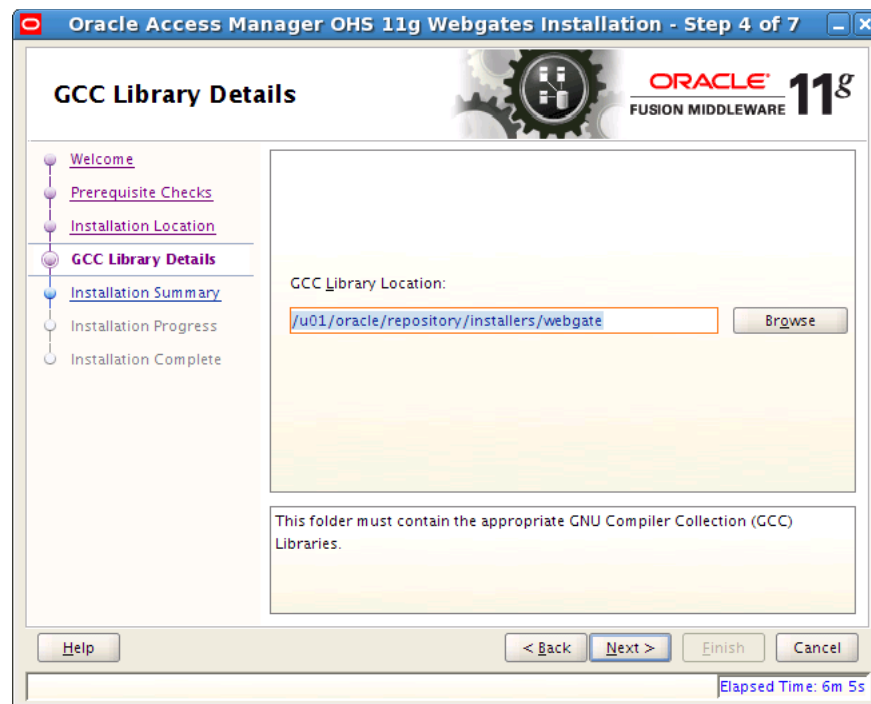 Oracle Access Manager OHS 11g Webgates Installation - Step 4 of 7
GCC Library Details
ORACLE
FUSION MIDDLEWARE
11g
Welcome
Prerequisite Checks
Installation Location
GCC Library Details
Installation Summary
Installation Progress
Installation Complete
GCC Library Location:
/u01/oracle/repository/installers/webgate
Browse
This folder must contain the appropriate GNU Compiler Collection (GCC)
Libraries.
Help
< Back
Next >
Finish
Cancel
Elapsed Time: 6m 5s